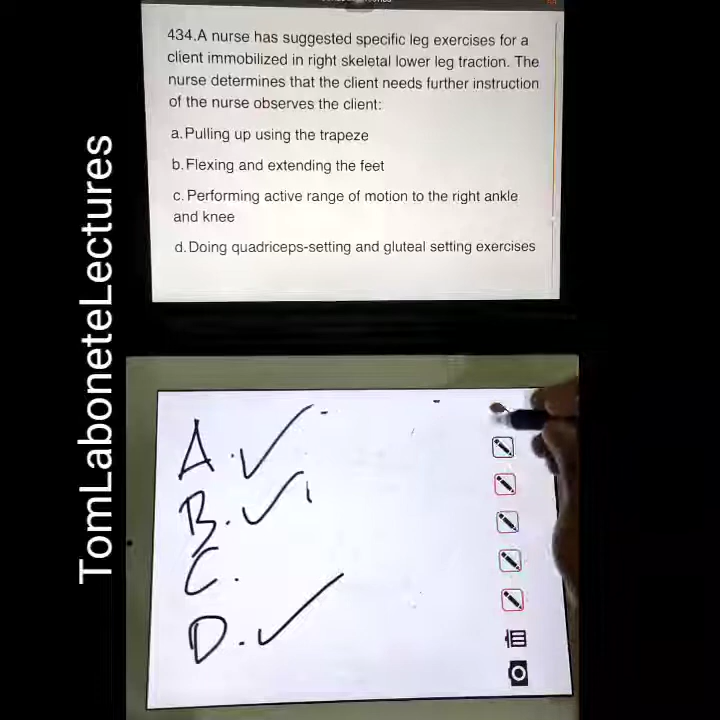 434.A nurse has suggested specific leg exercises for a
client immobilized in right skeletal lower leg traction. The
nurse determines that the client needs further instruction
of the nurse observes the client:
a. Pulling up using the trapeze
b. Flexing and extending the feet
c. Performing active range of motion to the right ankle
and knee
d. Doing quadriceps-setting and gluteal setting exercises
TomLaboneteLectures
A. ✓
B. ✓
C.
D. ✓